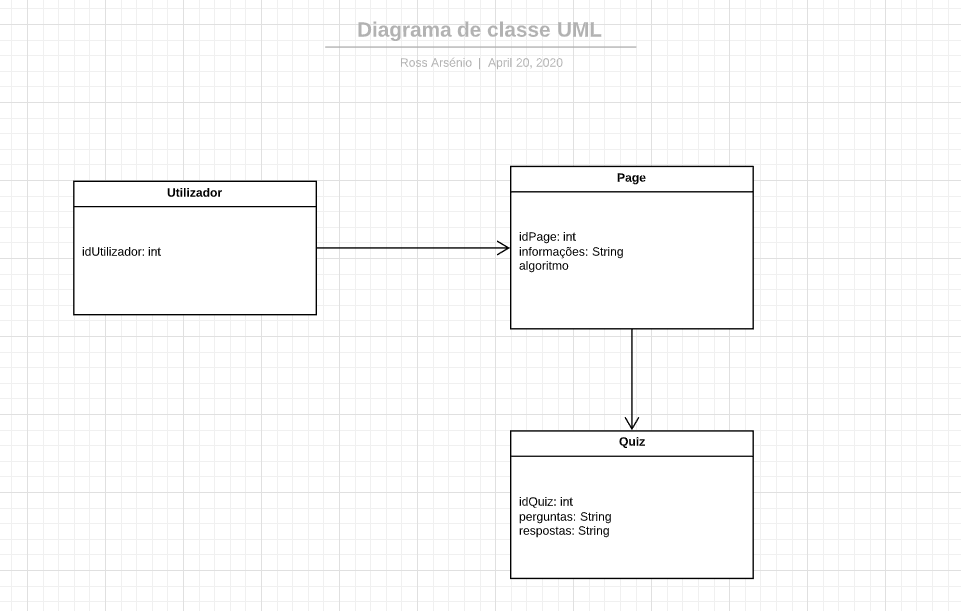 Diagrama de classe UML
Ross Arsénio | April 20, 2020
Utilizador
idUtilizador: int
Page
idPage: int
informações: String
algoritmo
Quiz
idQuiz: int
perguntas: String
respostas: String